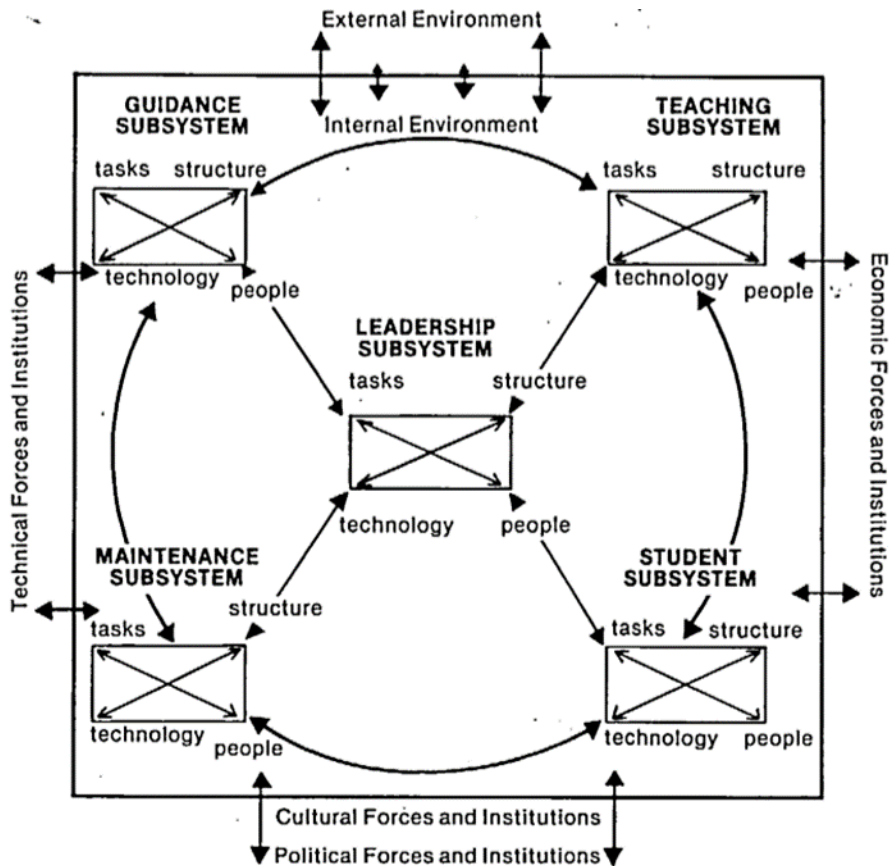 External Environment
GUIDANCE
SUBSYSTEM
Internal Environment
TEACHING
SUBSYSTEM
tasks structure
tasks structure
technology
people
technology
people
Technical Forces and Institutions
Economic Forces and Institutions
LEADERSHIP
SUBSYSTEM
tasks structure
technology people
MAINTENANCE
SUBSYSTEM
STUDENT
SUBSYSTEM
structure
tasks
tasks structure
technology
people
technology people
Cultural Forces and Institutions
Political Forces and Institutions